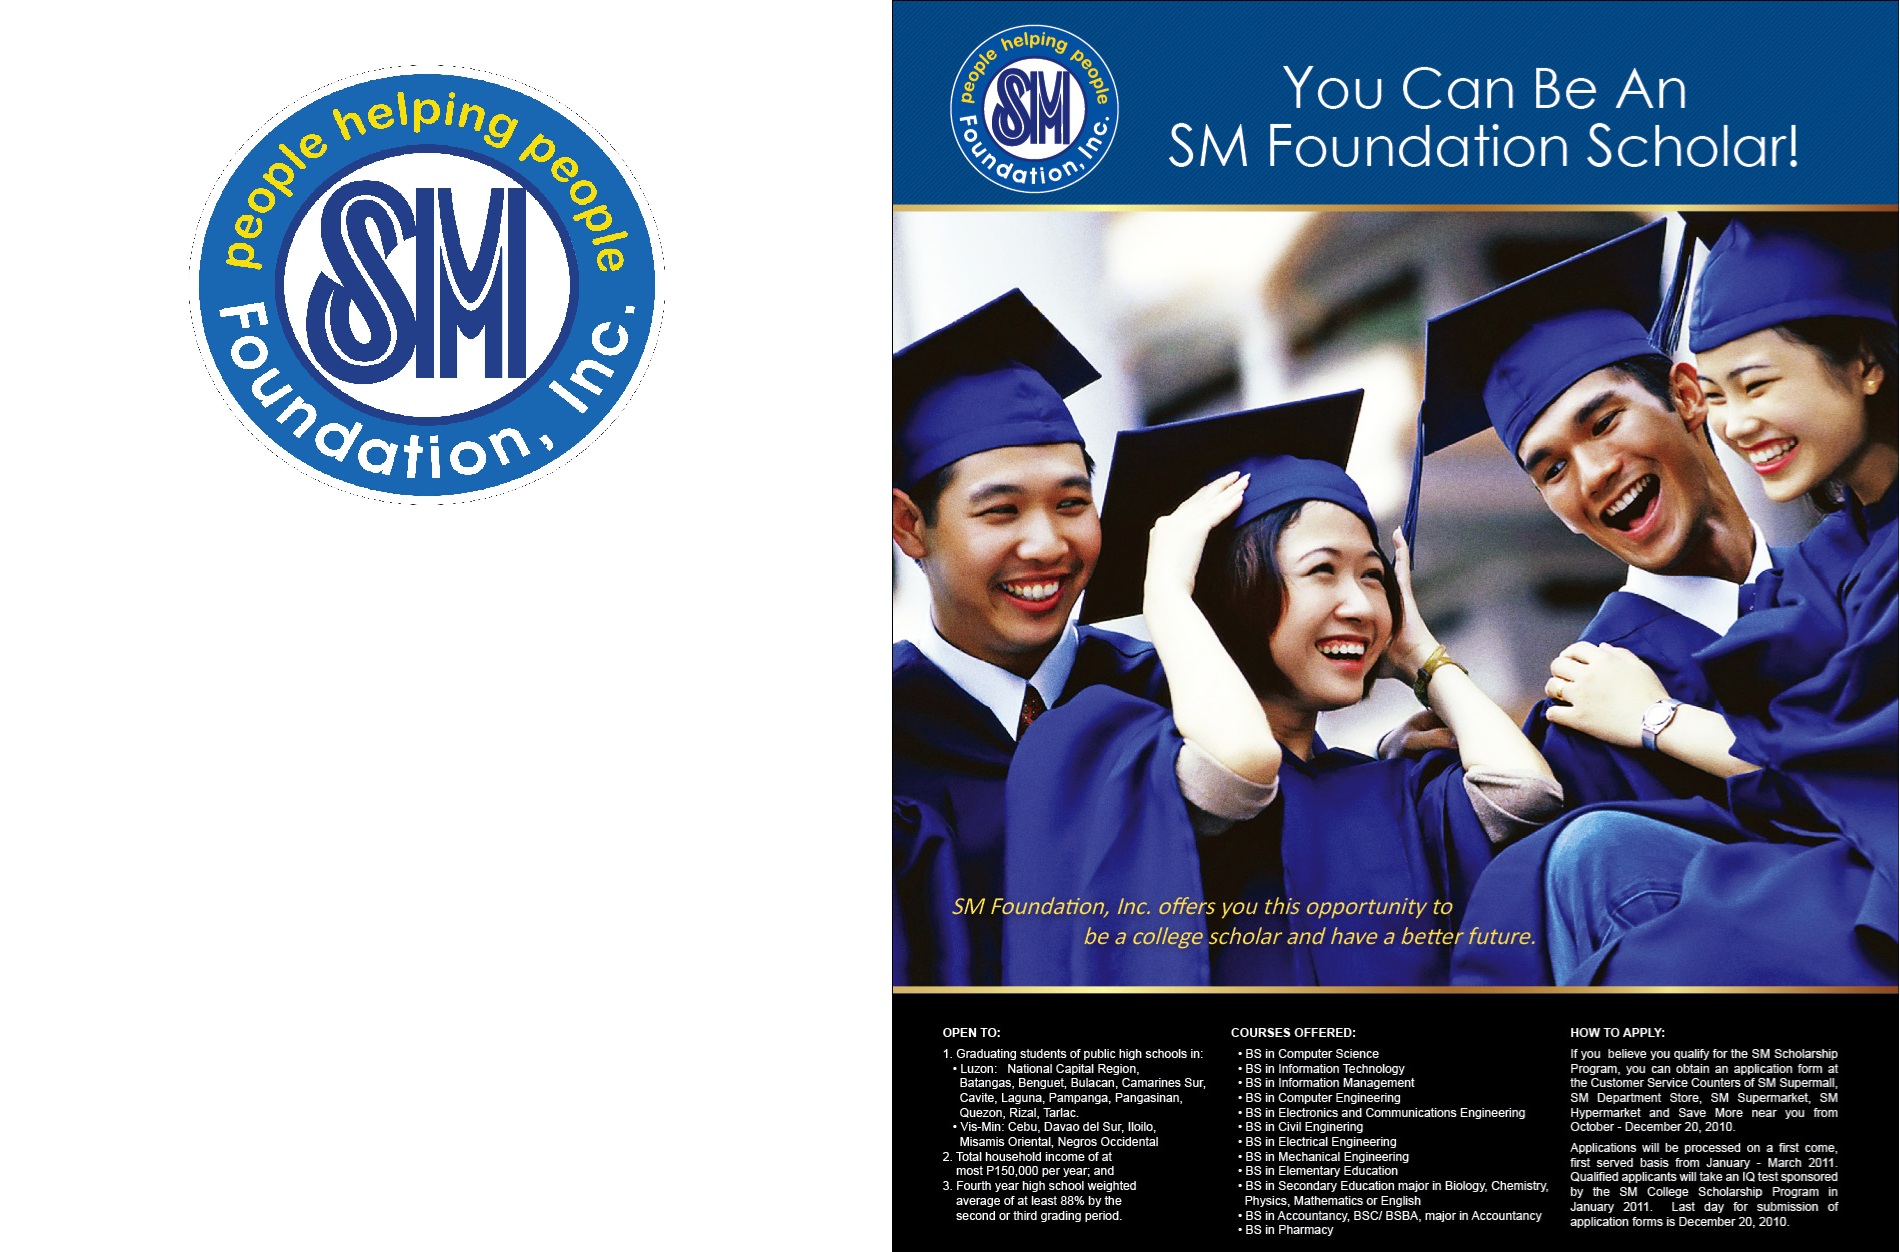 people helping people
SM
Foundation, Inc.
people helping people
SM
Foundation, Inc.
You Can Be An
SM Foundation Scholar!
SM Foundation, Inc. offers you this opportunity to
be a college scholar and have a better future.
OPEN TO:
1. Graduating students of public high schools in:
• Luzon: National Capital Region,
Batangas, Benguet, Bulacan, Camarines Sur,
Cavite, Laguna, Pampanga, Pangasinan,
Quezon, Rizal, Tarlac.
• Vis-Min: Cebu, Davao del Sur, Iloilo,
Misamis Oriental, Negros Occidental
2. Total household income of at
most P150,000 per year; and
3. Fourth year high school weighted
average of at least 88% by the
second or third grading period.
COURSES OFFERED:
• BS in Computer Science
• BS in Information Technology
• BS in Information Management
• BS in Computer Engineering
• BS in Electronics and Communications Engineering
• BS in Civil Enginering
• BS in Electrical Engineering
• BS in Mechanical Engineering
• BS in Elementary Education
• BS in Secondary Education major in Biology, Chemistry,
Physics, Mathematics or English
• BS in Accountancy, BSC/ BSBA, major in Accountancy
• BS in Pharmacy
HOW TO APPLY:
If you believe you qualify for the SM Scholarship
Program, you can obtain an application form at
the Customer Service Counters of SM Supermall,
SM Department Store, SM Supermarket, SM
Hypermarket and Save More near you from
October - December 20, 2010.
Applications will be processed on a first come,
first served basis from January - March 2011.
Qualified applicants will take an IQ test sponsored
by the SM College Scholarship Program in
January 2011. Last day for submission of
application forms is December 20, 2010.